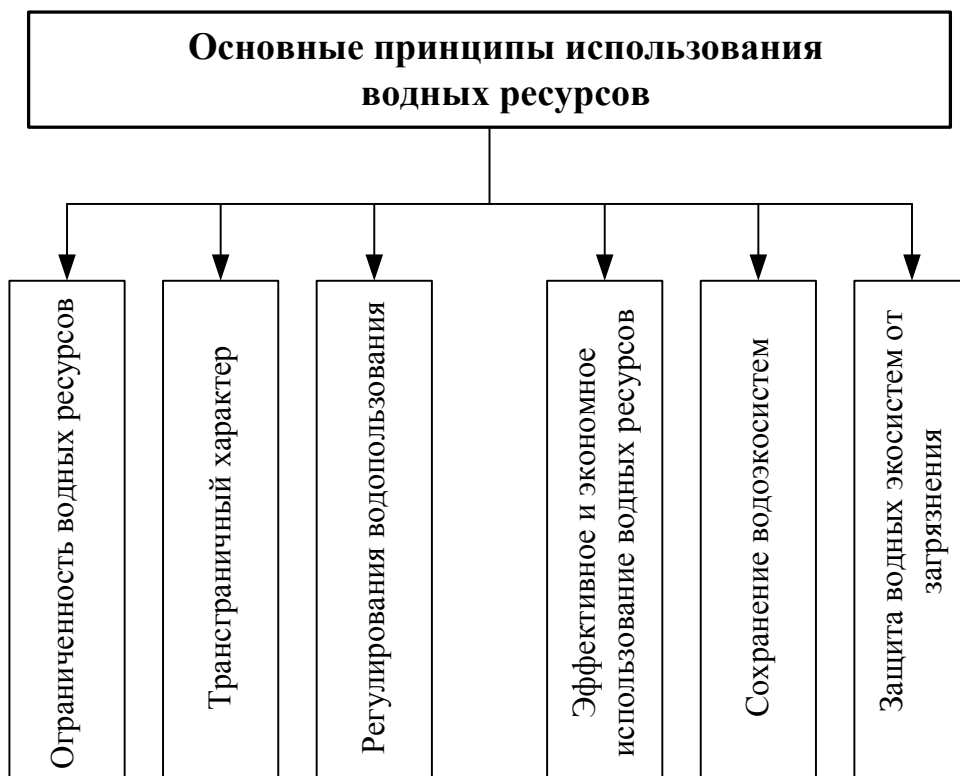 Основные принципы использования
водных ресурсов
Ограниченность водных ресурсов
Трансграничный характер
Регулирования водопользования
Эффективное и экономное
использование водных ресурсов
Сохранение водоэкосистем
Защита водных экосистем от
загрязнения